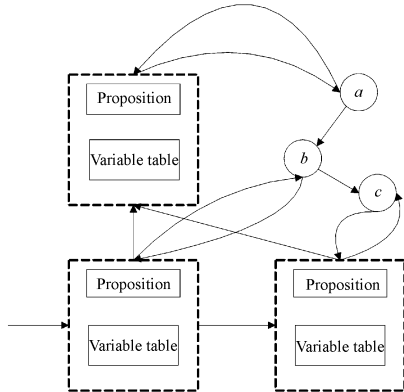 a
Proposition
Variable table
b
c
Proposition
Proposition
Variable table
Variable table